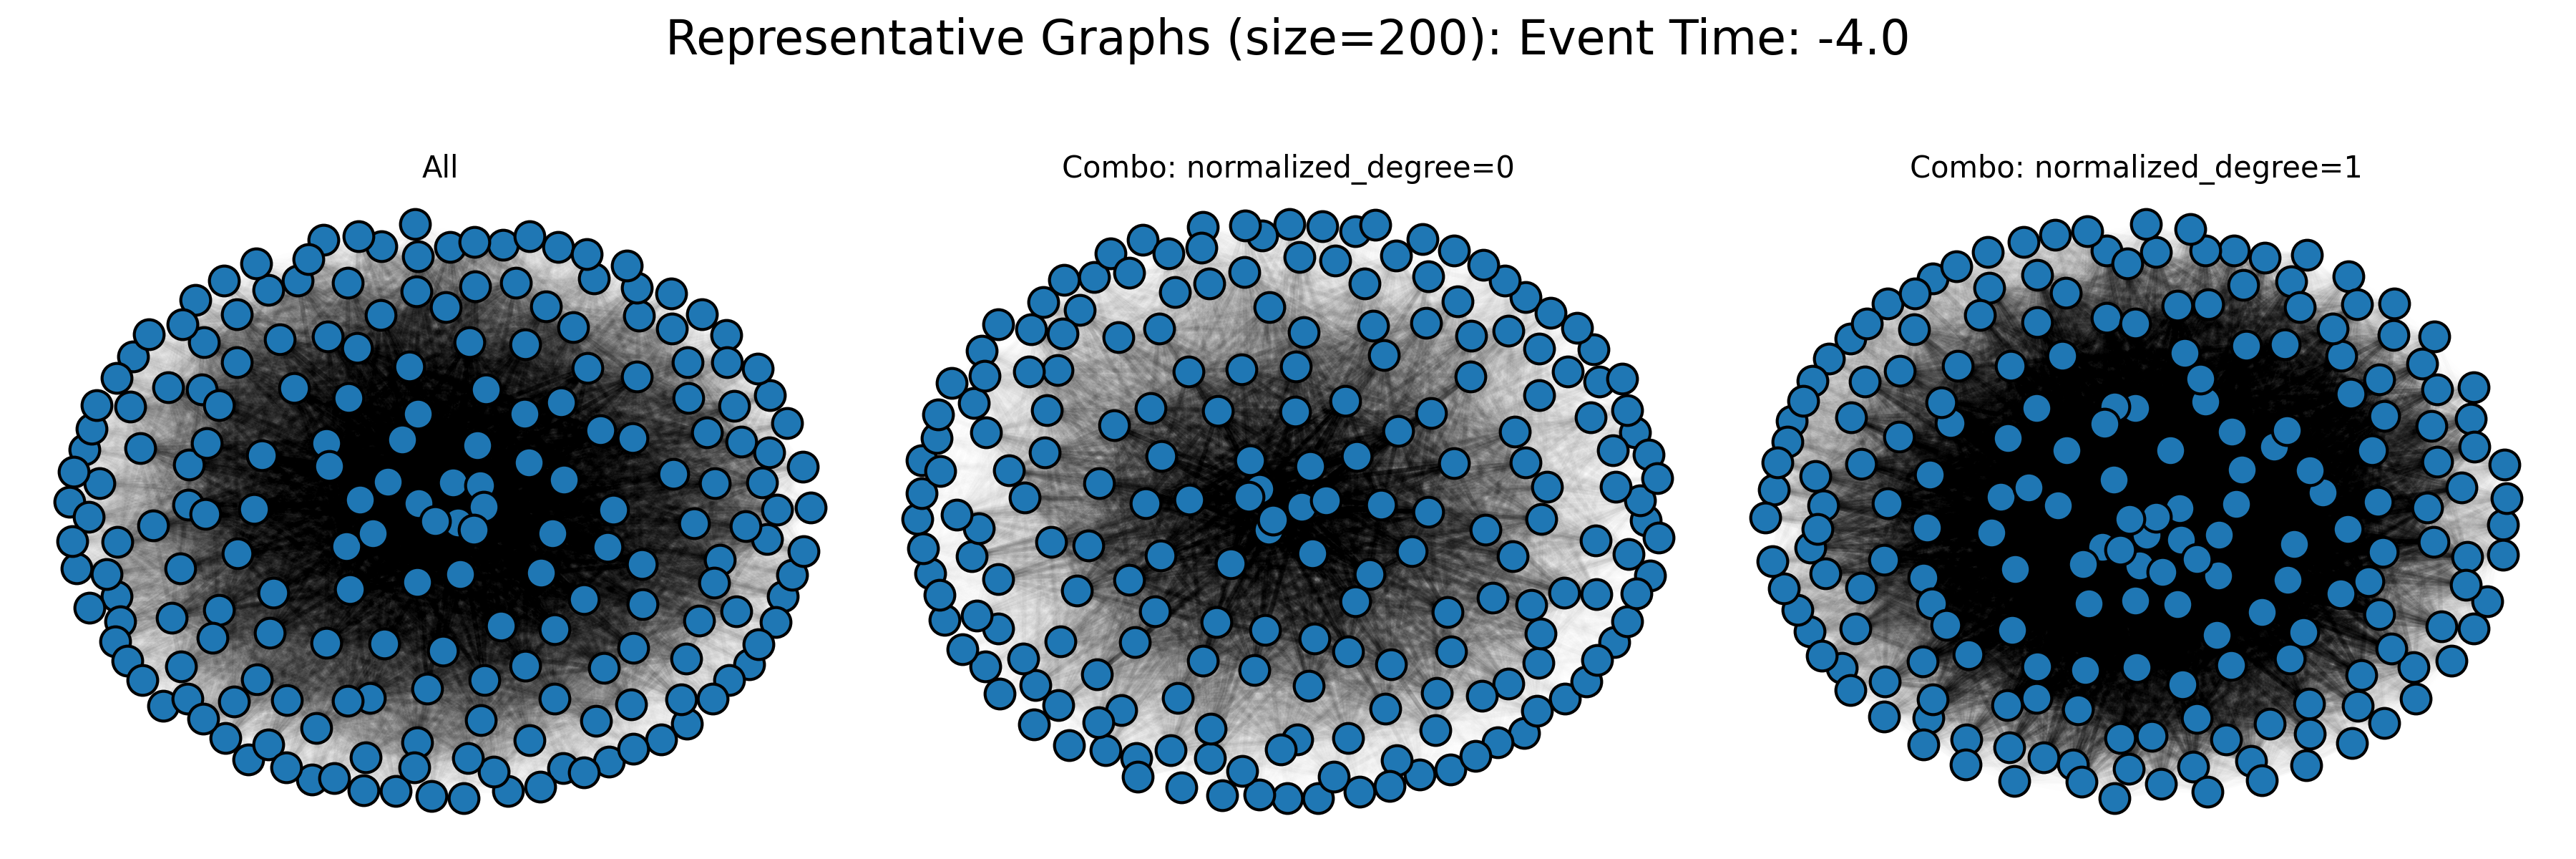 Representative Graphs (size=200): Event Time: -4.0
All
Combo: normalized_degree=0
Combo: normalized_degree=1